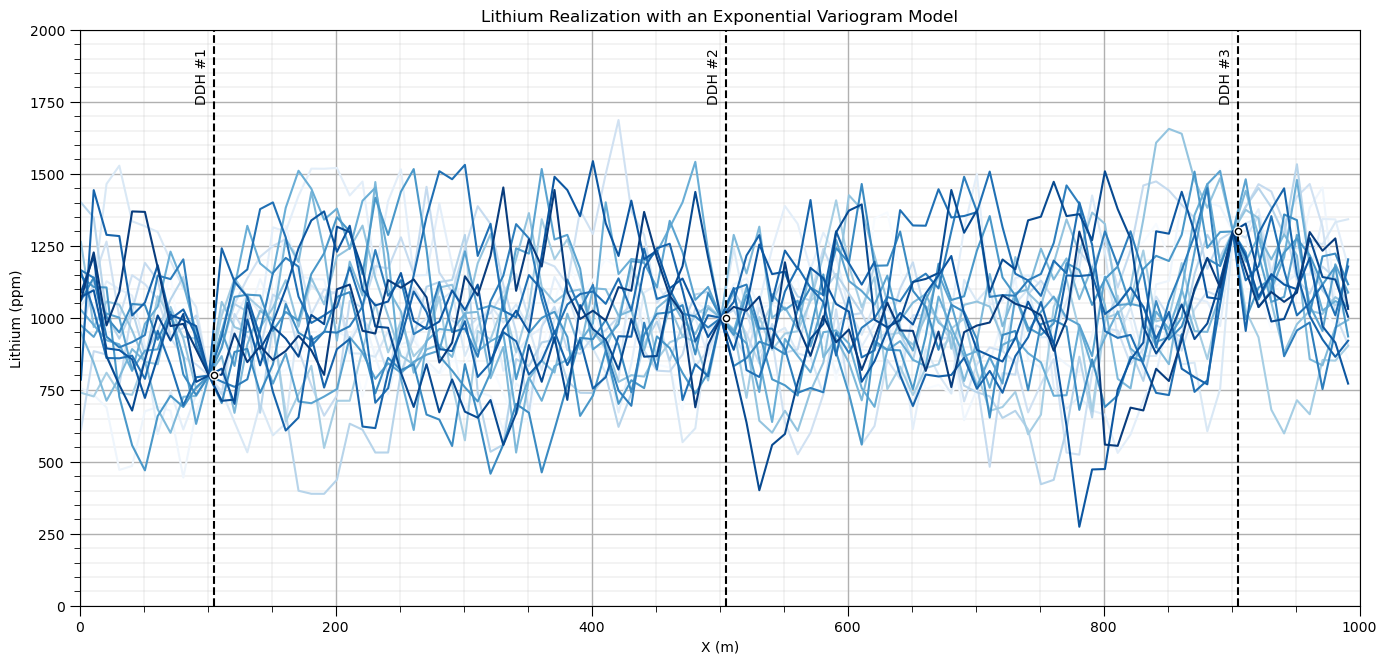 Lithium Realization with an Exponential Variogram Model
Lithium (ppm)
2000
1750
1500
1250
1000
750
500
250
0
DDH #1
DDH #2
DDH #3
0
200
400
600
800
1000
X (m)